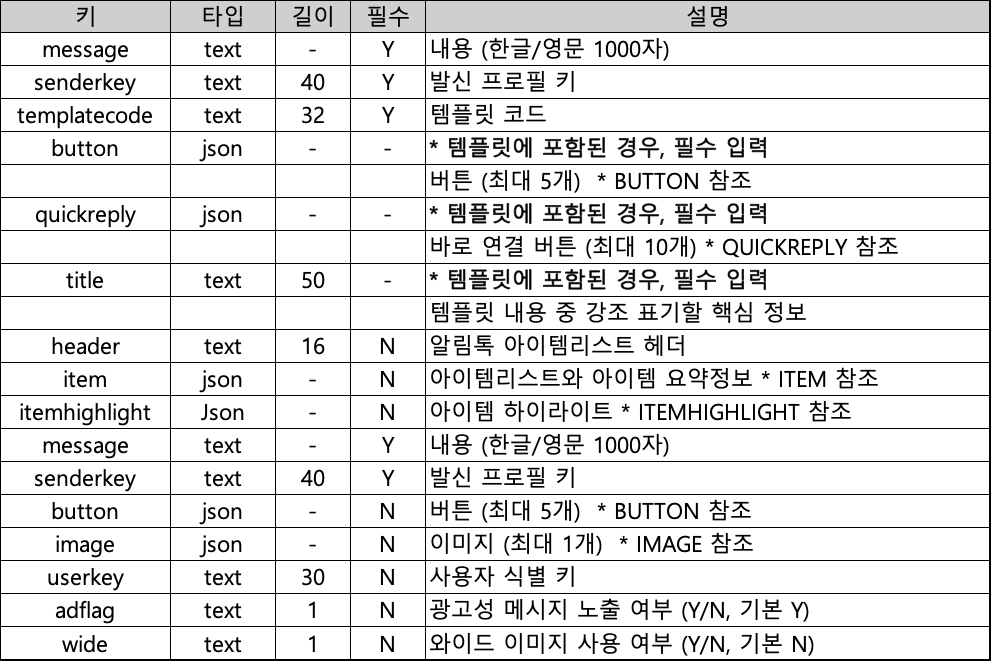 키 타입 길이 필수 설명
message text - Y 내용 (한글/영문 1000자)
senderkey text 40 Y 발신 프로필 키
templatecode text 32 Y 템플릿 코드
button json - - * 템플릿에 포함된 경우, 필수 입력
버튼 (최대 5개) * BUTTON 참조
quickreply json - - * 템플릿에 포함된 경우, 필수 입력
바로 연결 버튼 (최대 10개) * QUICKREPLY 참조
title text 50 - * 템플릿에 포함된 경우, 필수 입력
템플릿 내용 중 강조 표기할 핵심 정보
header text 16 N 알림톡 아이템리스트 헤더
item json - N 아이템리스트와 아이템 요약정보 * ITEM 참조
itemhighlight Json - N 아이템 하이라이트 * ITEMHIGHLIGHT 참조
message text - Y 내용 (한글/영문 1000자)
senderkey text 40 Y 발신 프로필 키
button json - N 버튼 (최대 5개) * BUTTON 참조
image json - N 이미지 (최대 1개) * IMAGE 참조
userkey text 30 N 사용자 식별 키
adflag text 1 N 광고성 메시지 노출 여부 (Y/N, 기본 Y)
wide text 1 N 와이드 이미지 사용 여부 (Y/N, 기본 N)